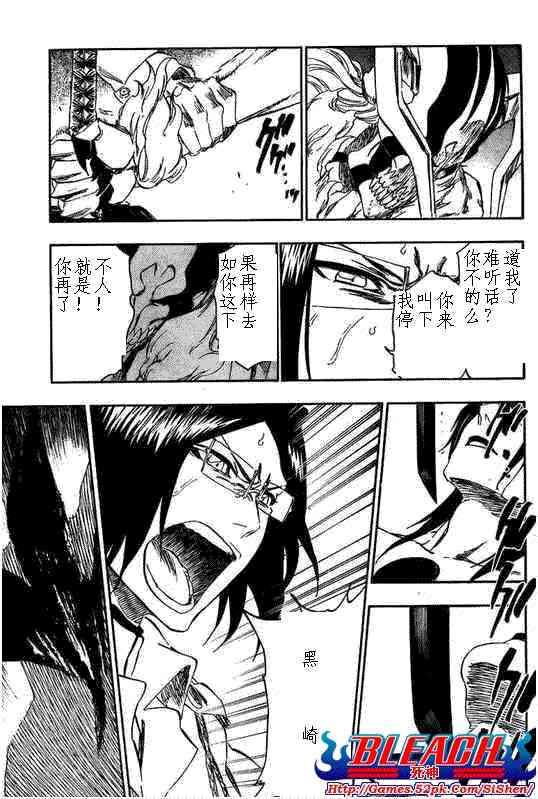 道我了
难听话？
你不的么
你来
叫下
我停
果再样去
如你这下
不人！
就是！
你再了！
黑崎
BLEACH
死神
Http://Games.52pk.Com/SiShen/